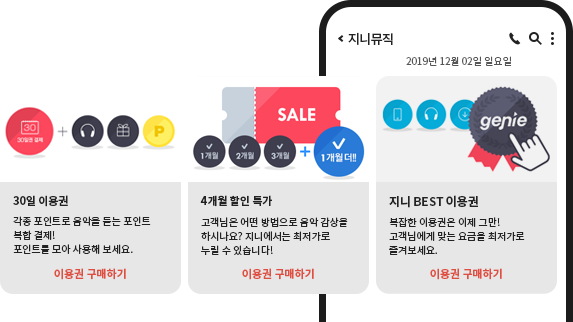 지니뮤직
2019년 12월 02일 일요일
30
30일권 결제
P
SALE
1개월
2개월
3개월
1개월 더!!
genie
30일 이용권
각종 포인트로 음악을 듣는 포인트
복합 결제!
포인트를 모아 사용해 보세요.
이용권 구매하기
4개월 할인 특가
고객님은 어떤 방법으로 음악 감상을
하시나요? 지니에서는 최저가로
누릴 수 있습니다!
이용권 구매하기
지니 BEST 이용권
복잡한 이용권은 이제 그만!
고객님에게 맞는 요금을 최저가로
즐겨보세요.
이용권 구매하기